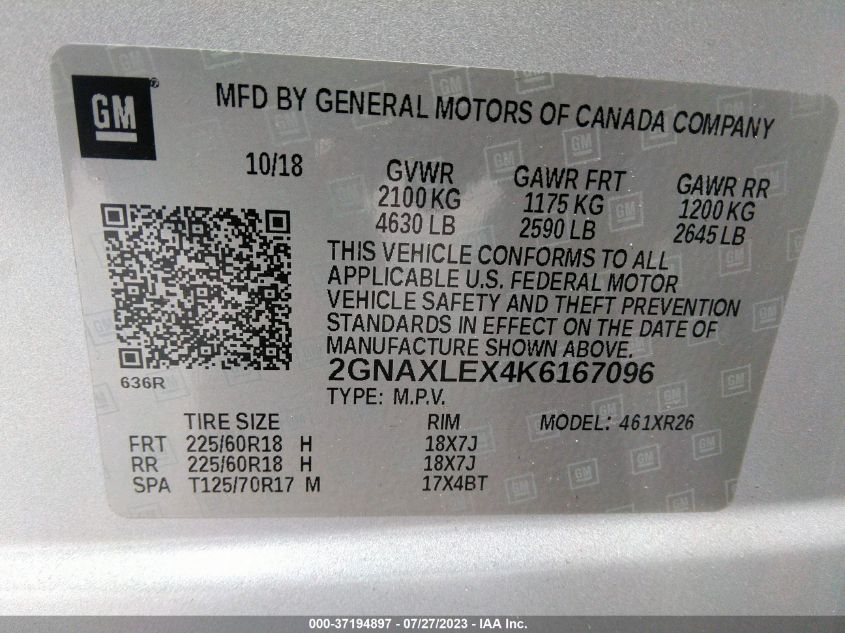 GM
MFD BY GENERAL MOTORS OF CANADA COMPANY
10/18
GVWR
2100 KG
4630 LB
GAWR FRT
1175 KG
2590 LB
GAWR RR
1200 KG
2645 LB
THIS VEHICLE CONFORMS TO ALL
APPLICABLE U.S. FEDERAL MOTOR
VEHICLE SAFETY AND THEFT PREVENTION
STANDARDS IN EFFECT ON THE DATE OF
MANUFACTURE SHOWN ABOVE.
2GNAXLEX4K6167096
636R
TYPE: M.P.V.
TIRE SIZE RIM MODEL: 461XR26
FRT 225/60R18 H 18X7J
RR 225/60R18 H 18X7J
SPA T125/70R17 M 17X4BT
000-37194897 - 07/27/2023 - IAA Inc.